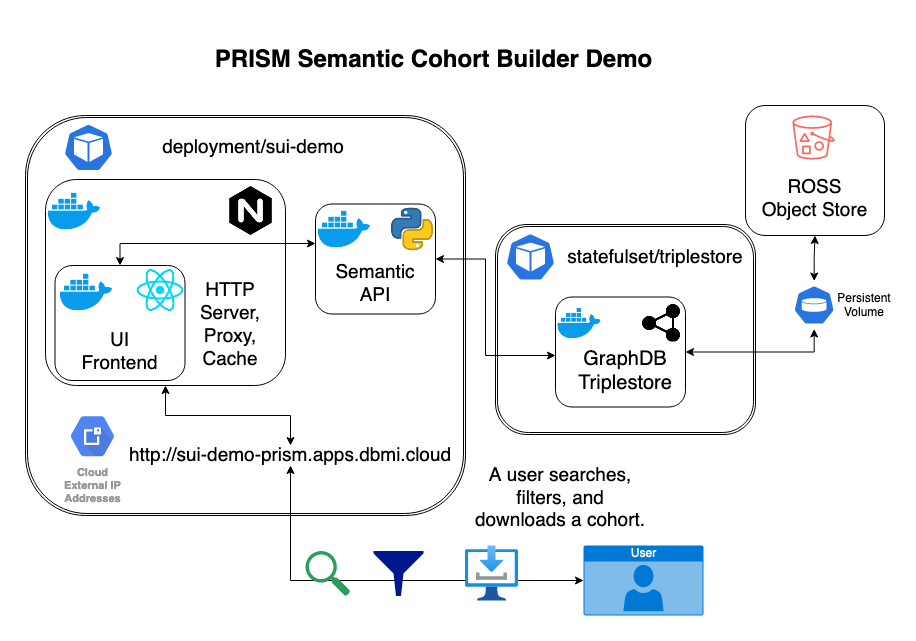 PRISM Semantic Cohort Builder Demo
deployment/sui-demo
N
UI
Frontend
HTTP
Server,
Proxy,
Cache
Semantic
API
statefulset/triplestore
GraphDB
Triplestore
ROSS
Object Store
Persistent
Volume
Cloud
External IP
Addresses
http://sui-demo-prism.apps.dbmi.cloud
A user searches,
filters, and
downloads a cohort.
User